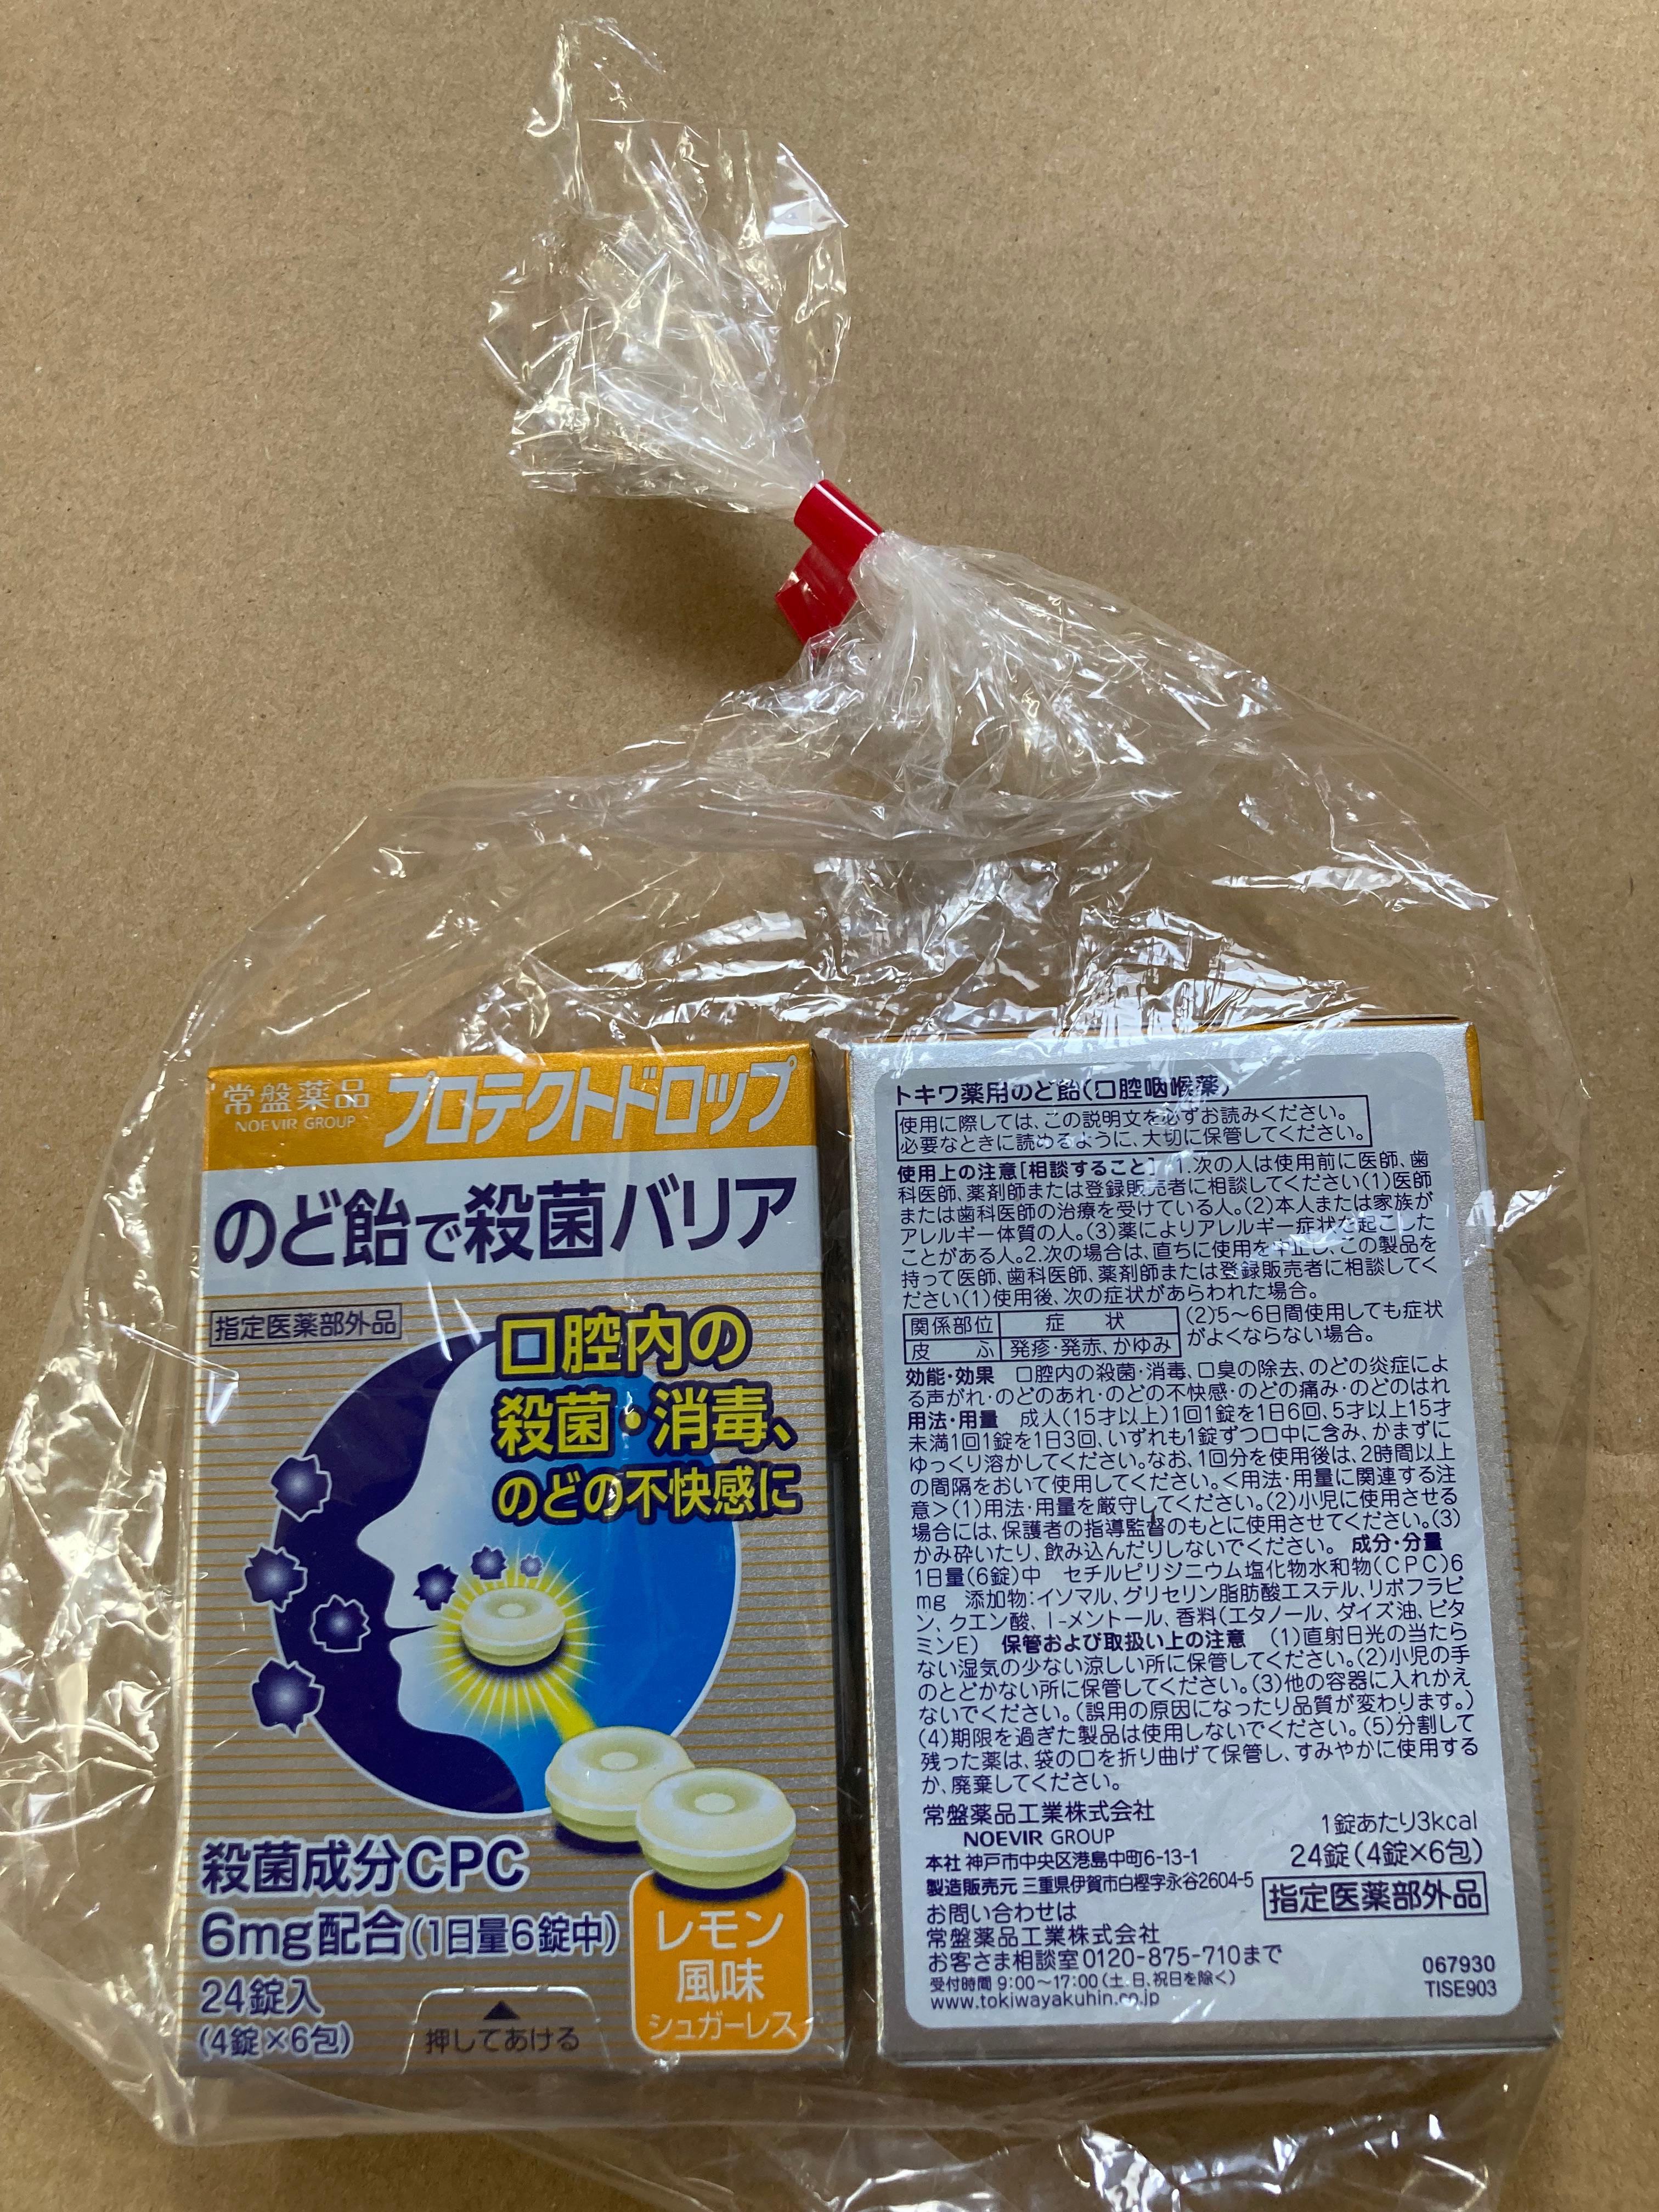 常盤薬品
NOEVIR GROUP
プロテクトドロップ
のど飴で殺菌バリア
指定医薬部外品
口腔内の
殺菌・消毒、
のどの不快感に
殺菌成分CPC
6mg配合(1日量6錠中)
24錠入
(4錠×6包)
押してあける
レモン
風味
シュガーレス
トキワ薬用のど飴(口腔咽喉薬)
使用に際しては、この説明文を必ずお読みください。
必要なときに読めるように、大切に保管してください。
使用上の注意[相談すること] 1.次の人は使用前に医師、歯
科医師、薬剤師または登録販売者に相談してください(1)医師
または歯科医師の治療を受けている人。(2)本人または家族が
アレルギー体質の人。(3)薬によりアレルギー症状を起こした
ことがある人。2.次の場合は、直ちに使用を中止し、この製品を
持って医師、歯科医師、薬剤師または登録販売者に相談してく
ださい(1)使用後、次の症状があらわれた場合。
関係部位 症状
皮ふ 発疹・発赤、かゆみ
(2)5～6日間使用しても症状
がよくならない場合。
効能・効果 口腔内の殺菌・消毒、口臭の除去、のどの炎症によ
る声がれ・のどのあれ・のどの不快感・のどの痛み・のどのはれ
用法・用量 成人(15才以上)1回1錠を1日6回、5才以上15才
未満1回1錠を1日3回、いずれも1錠ずつ口中に含み、かまずに
ゆっくり溶かしてください。なお、1回分を使用後は、2時間以上
の間隔をおいて使用してください。<用法・用量に関連する注
意>(1)用法・用量を厳守してください。(2)小児に使用させる
場合には、保護者の指導監督のもとに使用させてください。(3)
かみ砕いたり、飲み込んだりしないでください。 成分・分量
1日量(6錠)中 セチルピリジニウム塩化物水和物(CPC)6
mg 添加物:イソマル、グリセリン脂肪酸エステル、リボフラビ
ン、クエン酸、l-メントール、香料(エタノール、ダイズ油、ビタ
ミンE) 保管および取扱い上の注意 (1)直射日光の当たら
ない湿気の少ない涼しい所に保管してください。(2)小児の手
のとどかない所に保管してください。(3)他の容器に入れかえ
ないでください。(誤用の原因になったり品質が変わります。)
(4)期限を過ぎた製品は使用しないでください。(5)分割して
残った薬は、袋の口を折り曲げて保管し、すみやかに使用する
か、廃棄してください。
常盤薬品工業株式会社
NOEVIR GROUP
本社 神戸市中央区港島中町6-13-1
製造販売元 三重県伊賀市白樫字永谷2604-5
お問い合わせは
常盤薬品工業株式会社
お客さま相談室0120-875-710まで
受付時間 9:00～17:00(土、日、祝日を除く)
www.tokiwayakuhin.co.jp
1錠あたり3kcal
24錠(4錠×6包)
指定医薬部外品
067930
TISE903